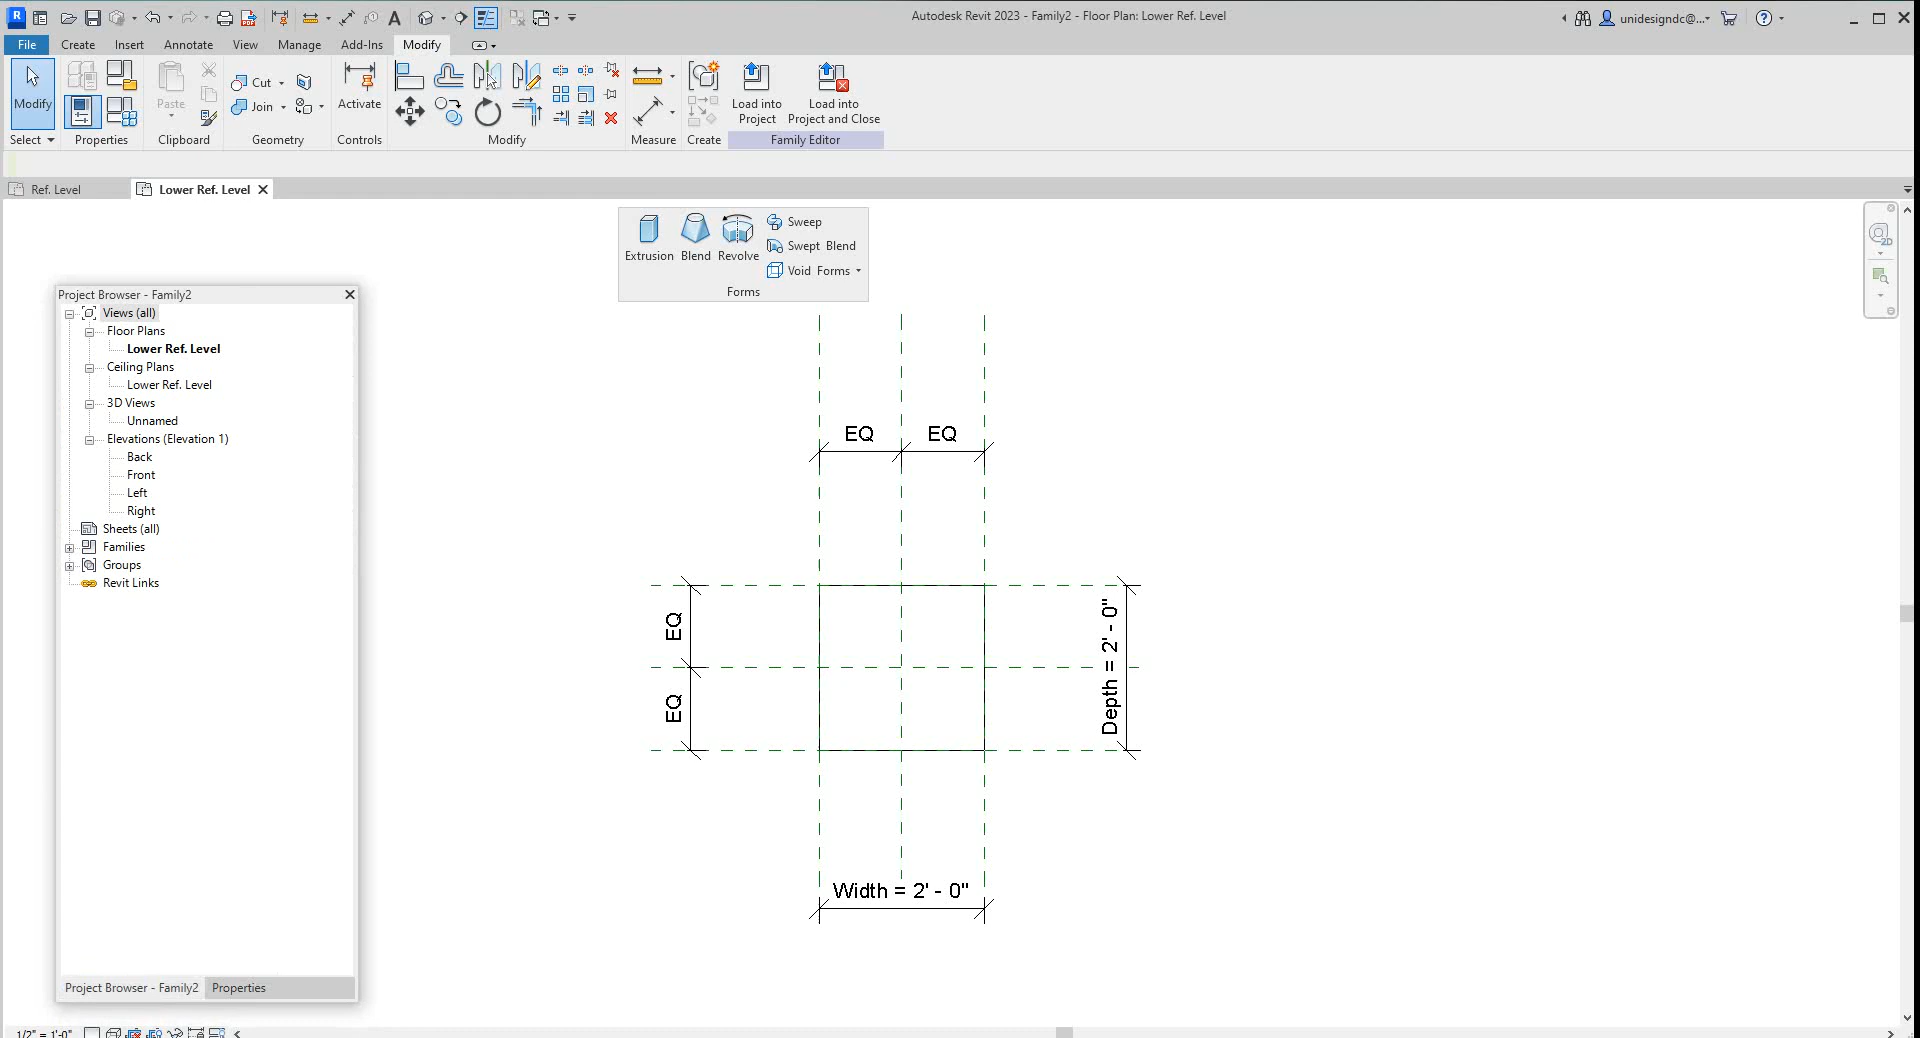 Autodesk Revit 2023 - Family2 - Floor Plan: Lower Ref. Level
unidesigndc@...
File Create Insert Annotate View Manage Add-Ins Modify
Modify
Paste
Cut
Join
Activate
Load into Project
Load into Project and Close
Select Properties Clipboard Geometry Controls Modify Measure Create Family Editor
Ref. Level
Lower Ref. Level
Extrusion Blend Revolve
Sweep
Swept Blend
Void Forms
Forms
2D
Project Browser - Family2
Views (all)
Floor Plans
Lower Ref. Level
Ceiling Plans
Lower Ref. Level
3D Views
Unnamed
Elevations (Elevation 1)
Back
Front
Left
Right
Sheets (all)
Families
Groups
Revit Links
Project Browser - Family2 Properties
EQ EQ
EQ
EQ
Depth = 2' - 0"
Width = 2' - 0"
1/2" = 1'-0"